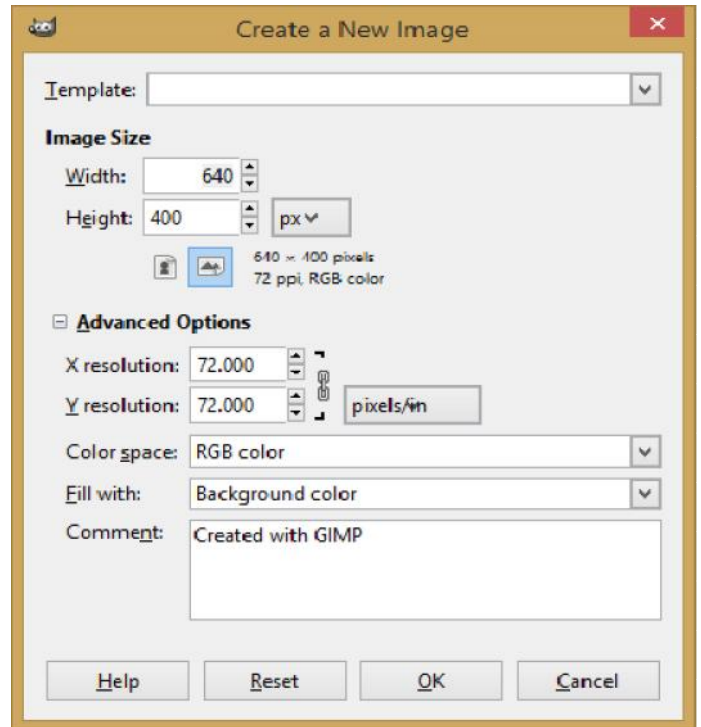 Create a New Image
Template:
Image Size
Width: 640
Height: 400 px
640 × 400 pixels
72 ppi, RGB color
Advanced Options
X resolution: 72.000
Y resolution: 72.000 pixels/in
Color space: RGB color
Fill with: Background color
Comment: Created with GIMP
Help Reset OK Cancel